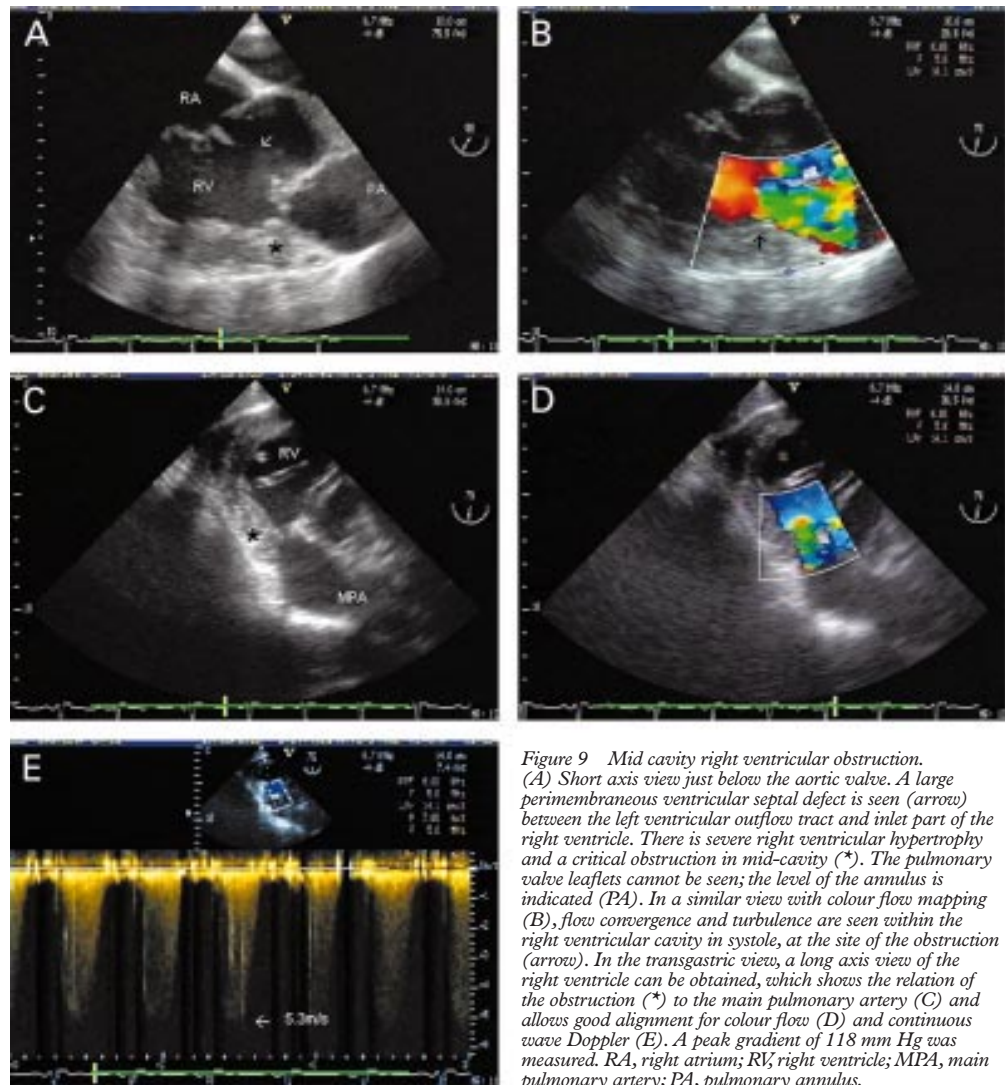 A
RA
RV
PA
*
B
C
RV
*
MPA
D
E
5.3m/s
Figure 9 Mid cavity right ventricular obstruction.
(A) Short axis view just below the aortic valve. A large
perimembraneous ventricular septal defect is seen (arrow)
between the left ventricular outflow tract and inlet part of the
right ventricle. There is severe right ventricular hypertrophy
and a critical obstruction in mid-cavity (*). The pulmonary
valve leaflets cannot be seen; the level of the annulus is
indicated (PA). In a similar view with colour flow mapping
(B), flow convergence and turbulence are seen within the
right ventricular cavity in systole, at the site of the obstruction
(arrow). In the transgastric view, a long axis view of the
right ventricle can be obtained, which shows the relation of
the obstruction (*) to the main pulmonary artery (C) and
allows good alignment for colour flow (D) and continuous
wave Doppler (E). A peak gradient of 118 mm Hg was
measured. RA, right atrium; RV, right ventricle; MPA, main
pulmonary artery; PA, pulmonary annulus.